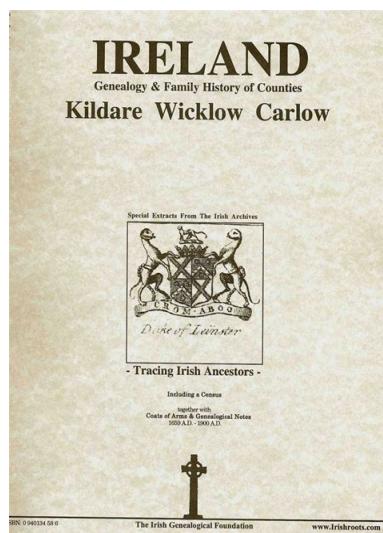 IRELAND
Genealogy & Family History of Counties
Kildare Wicklow Carlow
Special Extracts From The Irish Archives
CROM·ABOO
Duke of Leinster
- Tracing Irish Ancestors -
Including a Census
together with
Coats of Arms & Genealogical Notes
1659 A.D. - 1900 A.D.
SBN: 0 940134 58 6
The Irish Genealogical Foundation
www.Irishroots.com